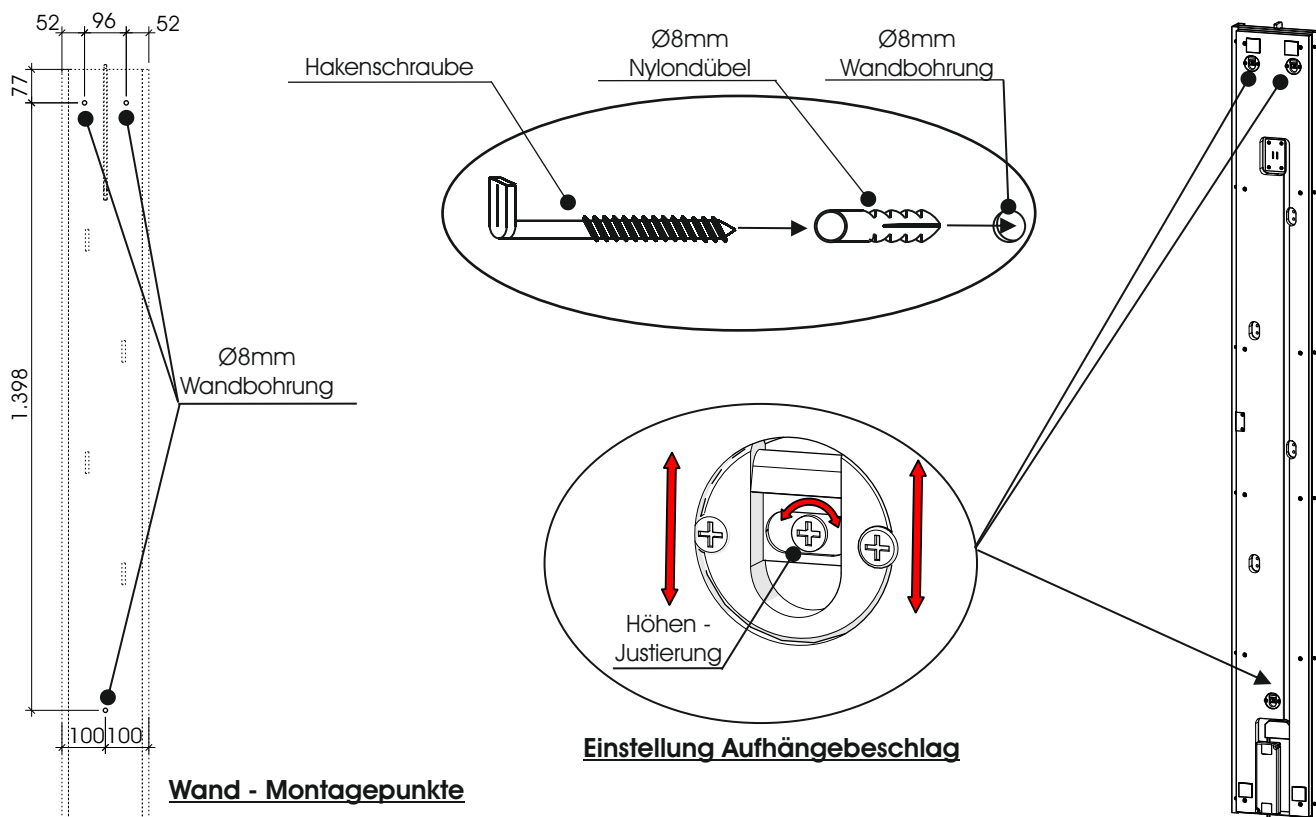 52 96 52
77
1.398
Ø8mm
Wandbohrung
100 100
Wand - Montagepunkte
Hakenschraube
Ø8mm
Nylondübel
Ø8mm
Wandbohrung
Höhen -
Justierung
Einstellung Aufhängebeschlag